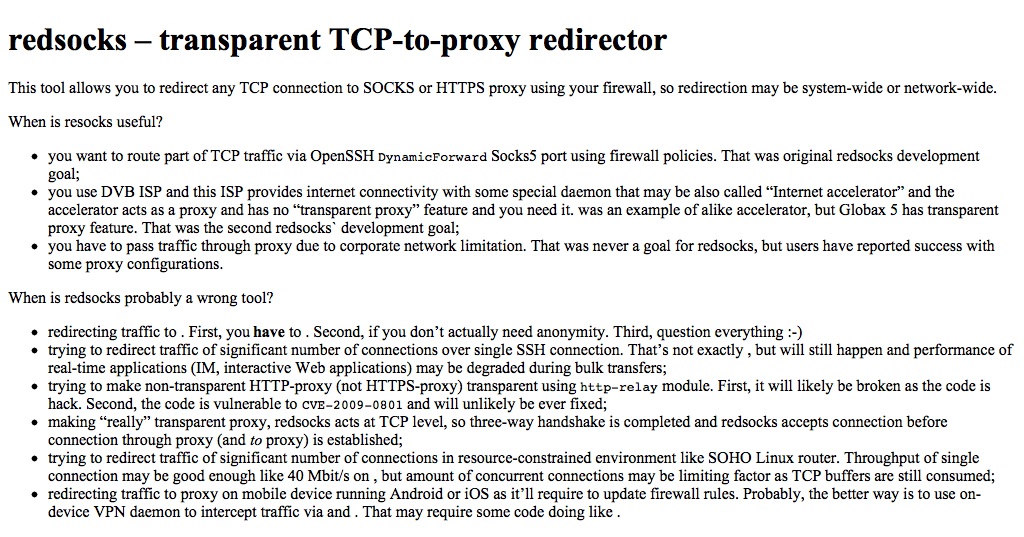 redsocks – transparent TCP-to-proxy redirector
This tool allows you to redirect any TCP connection to SOCKS or HTTPS proxy using your firewall, so redirection may be system-wide or network-wide.
When is resocks useful?
• you want to route part of TCP traffic via OpenSSH DynamicForward Socks5 port using firewall policies. That was original redsocks development
goal;
• you use DVB ISP and this ISP provides internet connectivity with some special daemon that may be also called “Internet accelerator” and the
accelerator acts as a proxy and has no “transparent proxy” feature and you need it. was an example of alike accelerator, but Globax 5 has transparent
proxy feature. That was the second redsocks` development goal;
• you have to pass traffic through proxy due to corporate network limitation. That was never a goal for redsocks, but users have reported success with
some proxy configurations.
When is redsocks probably a wrong tool?
• redirecting traffic to . First, you have to . Second, if you don’t actually need anonymity. Third, question everything :-)
• trying to redirect traffic of significant number of connections over single SSH connection. That’s not exactly , but will still happen and performance of
real-time applications (IM, interactive Web applications) may be degraded during bulk transfers;
• trying to make non-transparent HTTP-proxy (not HTTPS-proxy) transparent using http-relay module. First, it will likely be broken as the code is
hack. Second, the code is vulnerable to CVE-2009-0801 and will unlikely be ever fixed;
• making “really” transparent proxy, redsocks acts at TCP level, so three-way handshake is completed and redsocks accepts connection before
connection through proxy (and to proxy) is established;
• trying to redirect traffic of significant number of connections in resource-constrained environment like SOHO Linux router. Throughput of single
connection may be good enough like 40 Mbit/s on , but amount of concurrent connections may be limiting factor as TCP buffers are still consumed;
• redirecting traffic to proxy on mobile device running Android or iOS as it’ll require to update firewall rules. Probably, the better way is to use on-
device VPN daemon to intercept traffic via and . That may require some code doing like .